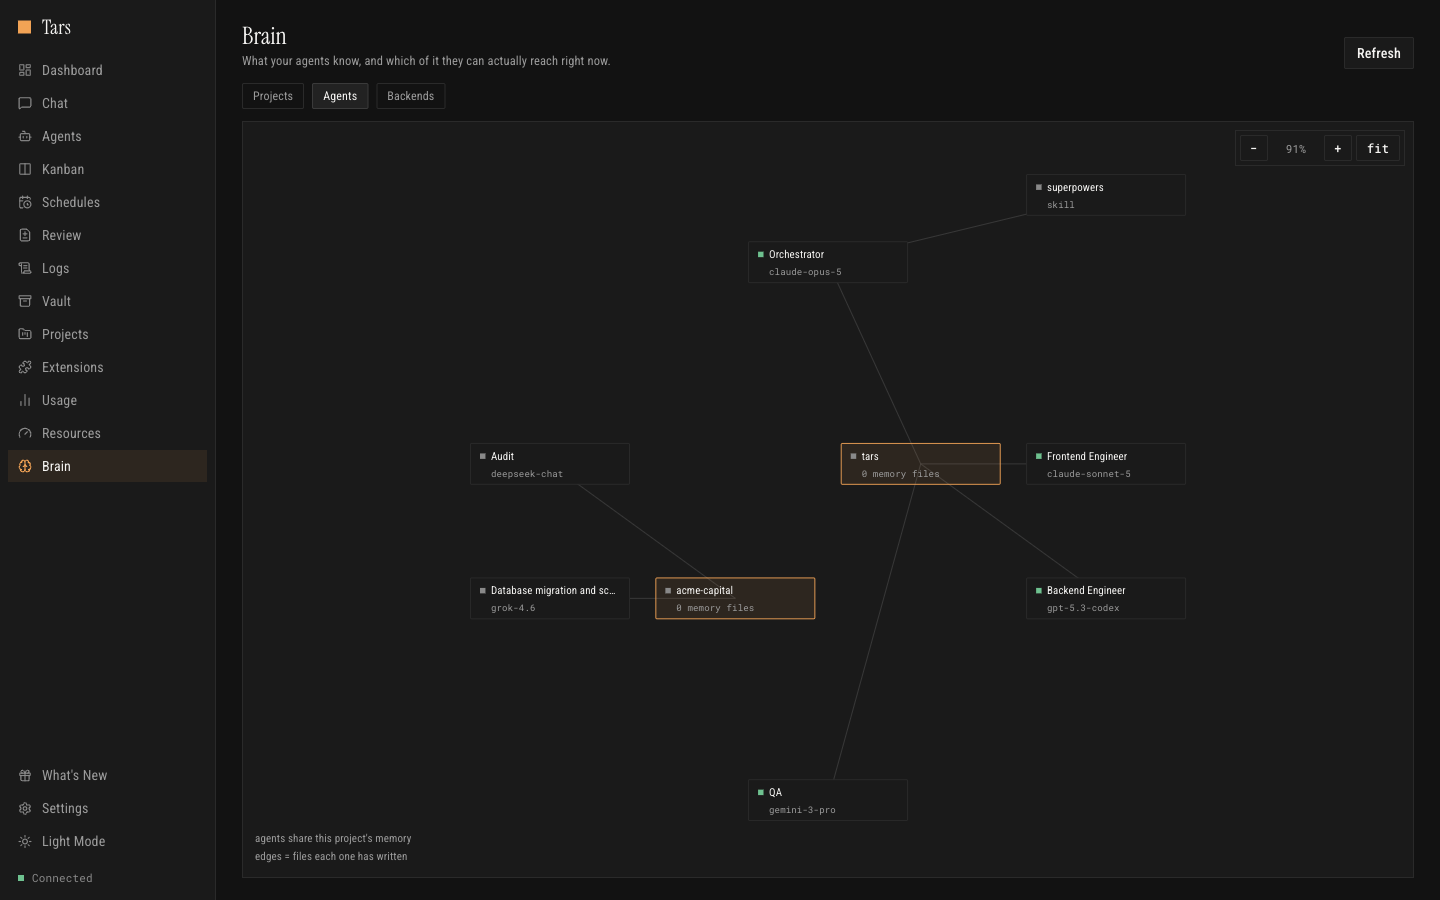 Tars
Dashboard
Chat
Agents
Kanban
Schedules
Review
Logs
Vault
Projects
Extensions
Usage
Resources
Brain
What's New
Settings
Light Mode
Connected
Brain
What your agents know, and which of it they can actually reach right now.
Refresh
Projects
Agents
Backends
- 91% + fit
superpowers
skill
Orchestrator
claude-opus-5
Audit
deepseek-chat
tars
0 memory files
Frontend Engineer
claude-sonnet-5
Database migration and sc…
grok-4.6
acme-capital
0 memory files
Backend Engineer
gpt-5.3-codex
QA
gemini-3-pro
agents share this project's memory
edges = files each one has written